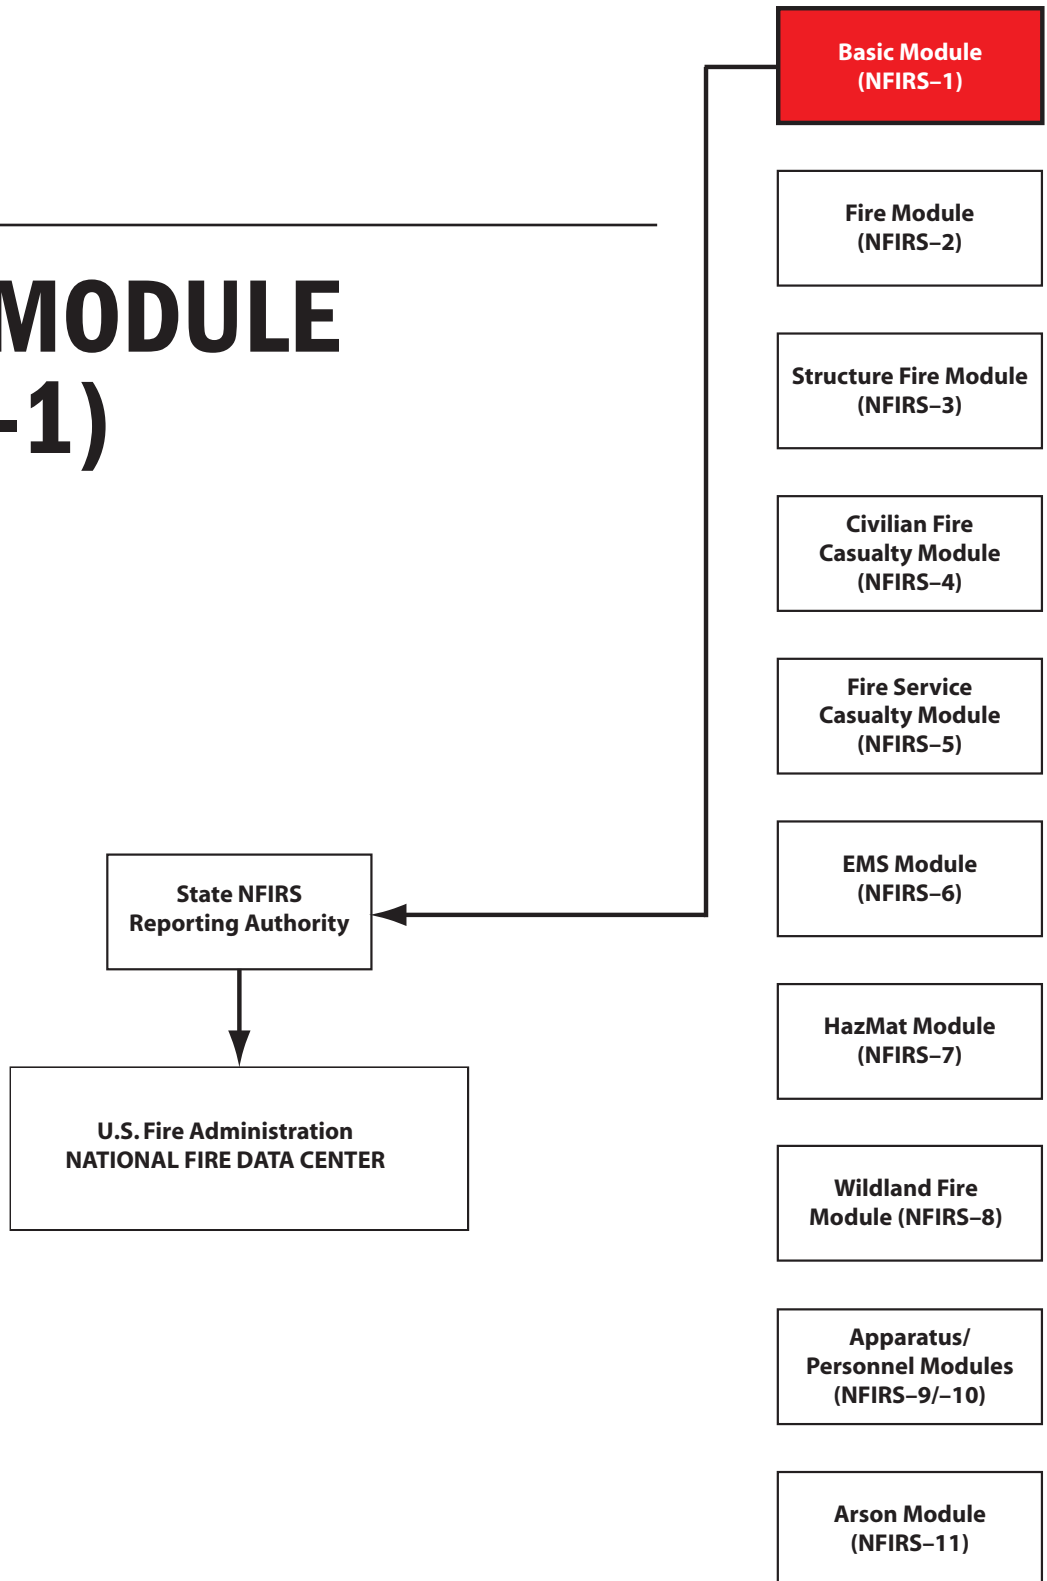 MODULE
-1)
Basic Module
(NFIRS–1)
Fire Module
(NFIRS–2)
Structure Fire Module
(NFIRS–3)
Civilian Fire
Casualty Module
(NFIRS–4)
Fire Service
Casualty Module
(NFIRS–5)
EMS Module
(NFIRS–6)
HazMat Module
(NFIRS–7)
Wildland Fire
Module (NFIRS–8)
Apparatus/
Personnel Modules
(NFIRS–9/–10)
Arson Module
(NFIRS–11)
State NFIRS
Reporting Authority
U.S. Fire Administration
NATIONAL FIRE DATA CENTER